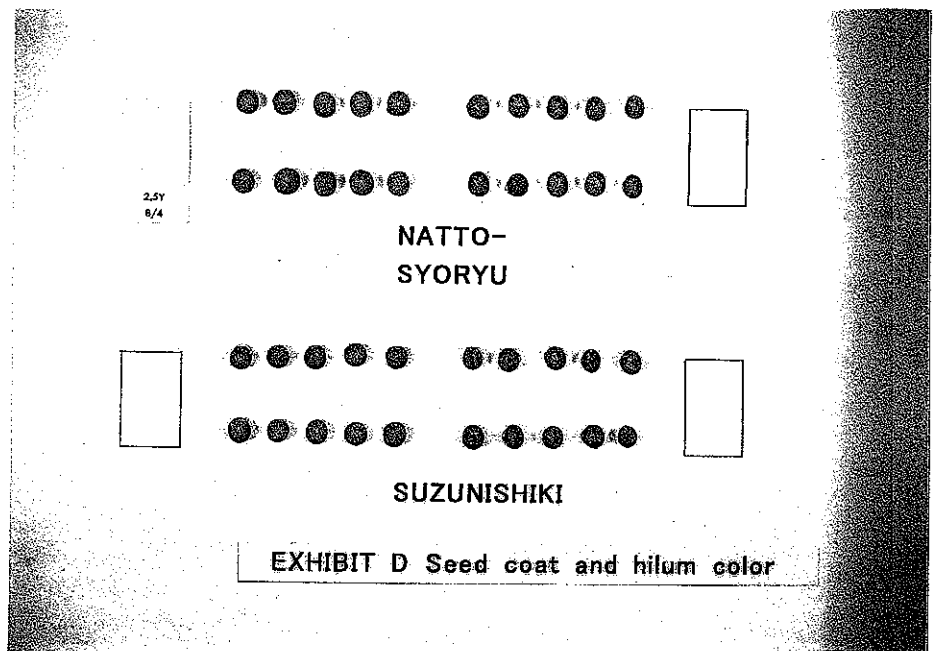 2.5Y
8/4
NATTO-
SYORYU
SUZUNISHIKI
EXHIBIT D Seed coat and hilum color